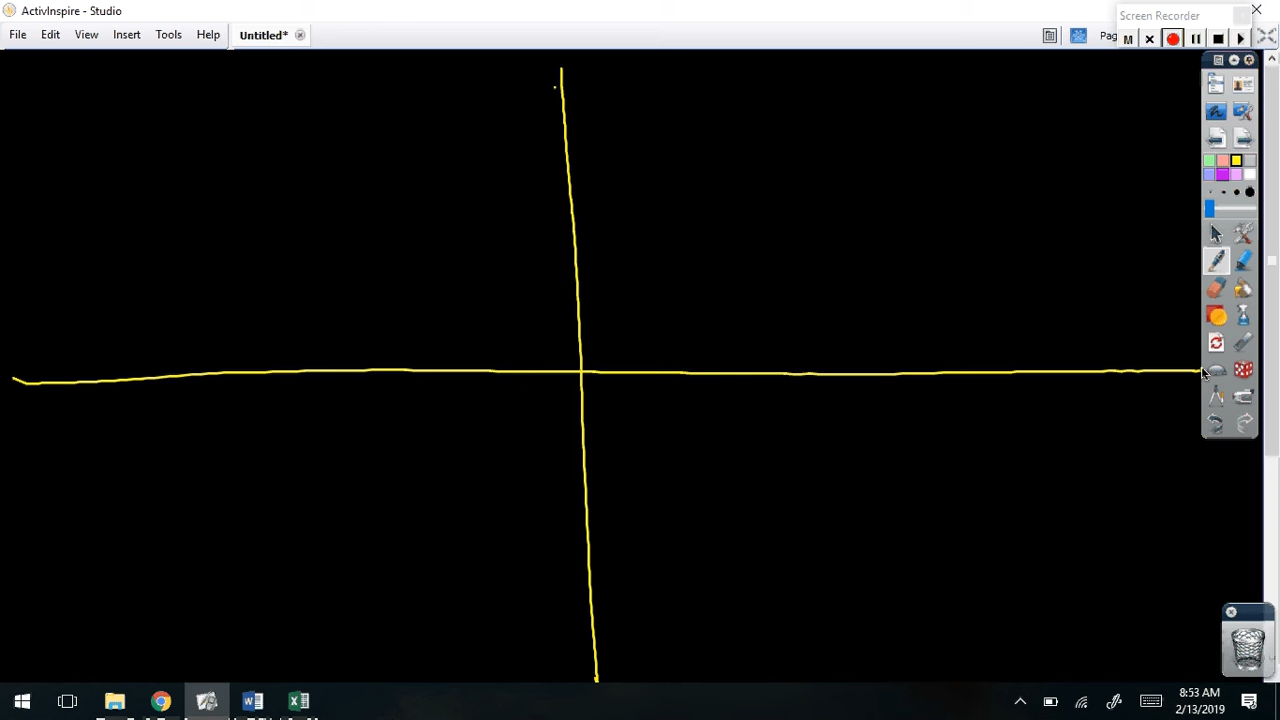 ActivInspire - Studio
Screen Recorder
File Edit View Insert Tools Help Untitled*
M
8:53 AM
2/13/2019